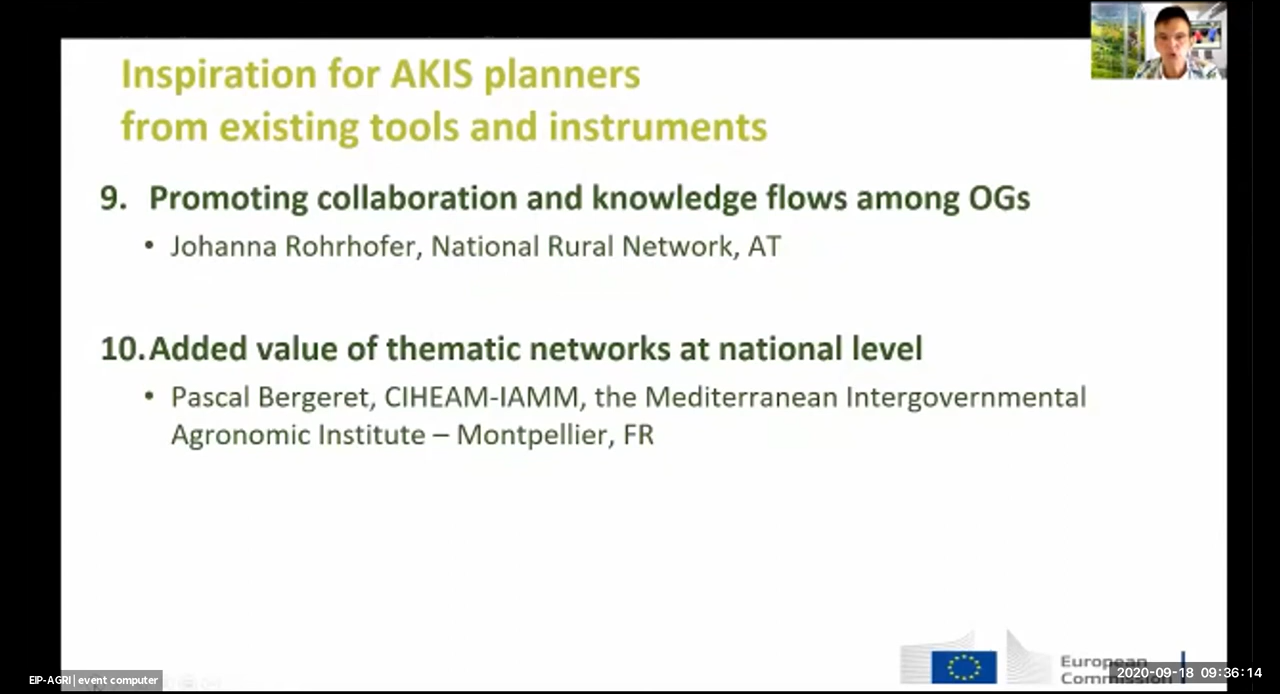 Inspiration for AKIS planners
from existing tools and instruments
9. Promoting collaboration and knowledge flows among OGs
• Johanna Rohrhofer, National Rural Network, AT
10. Added value of thematic networks at national level
• Pascal Bergeret, CIHEAM-IAMM, the Mediterranean Intergovernmental
Agronomic Institute – Montpellier, FR
European
Commission
EIP-AGRI | event computer
2020-09-18 09:36:14